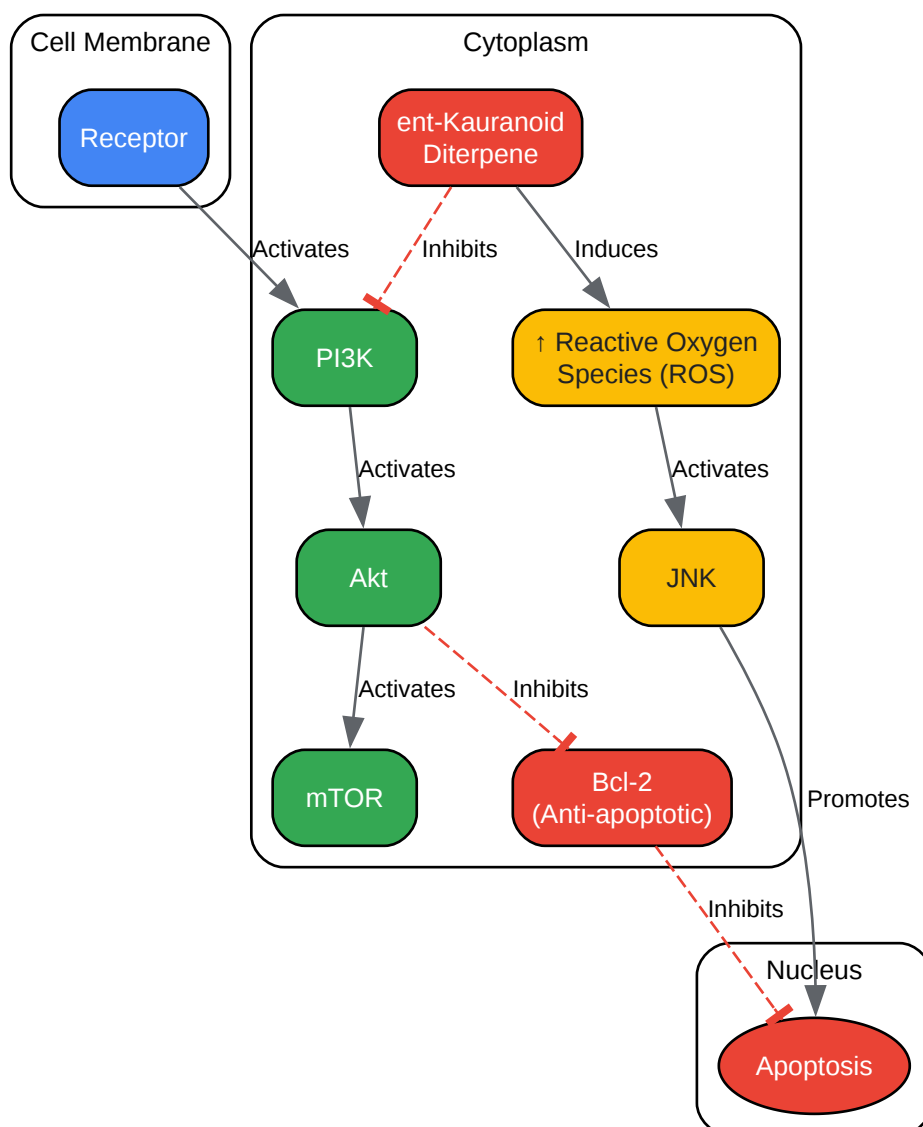 Cell Membrane
Cytoplasm
Receptor
ent-Kauranoid
Diterpene
Activates
Inhibits
Induces
PI3K
↑ Reactive Oxygen
Species (ROS)
Activates
Activates
Akt
JNK
Activates
Inhibits
mTOR
Bcl-2
(Anti-apoptotic)
Promotes
Inhibits
Nucleus
Apoptosis